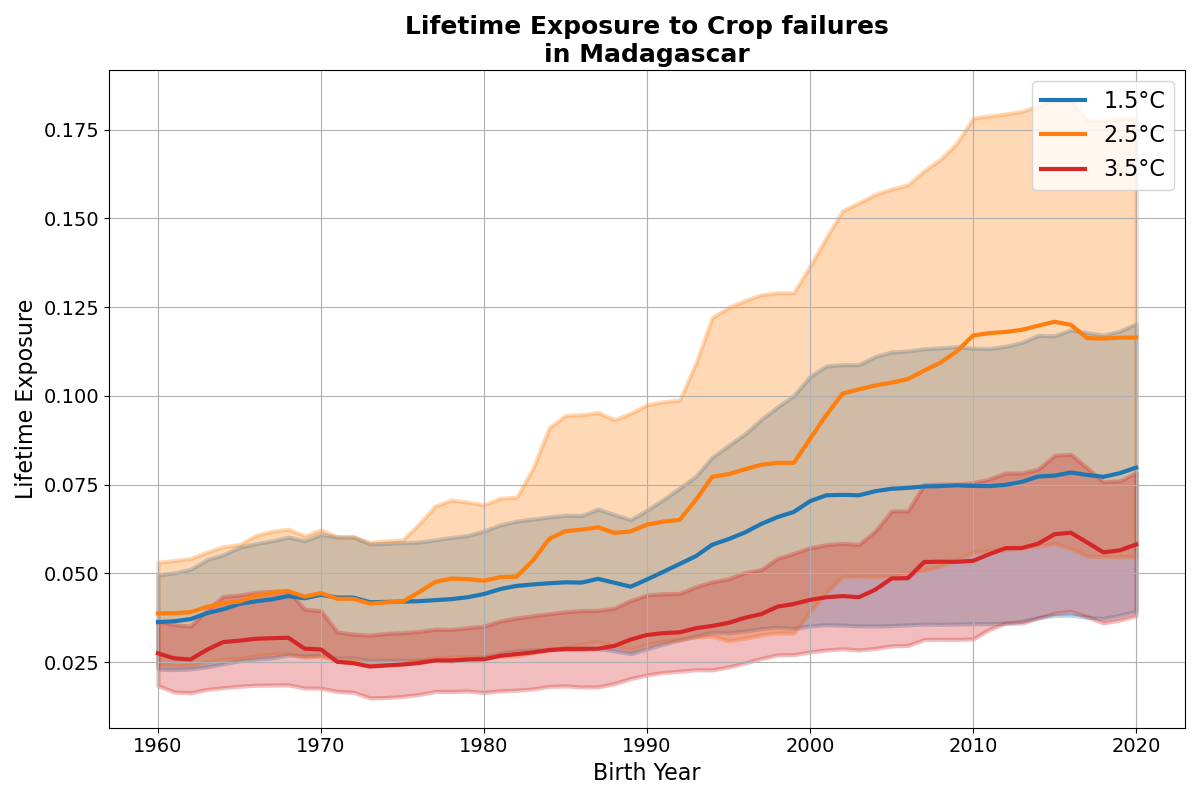 Lifetime Exposure to Crop failures
in Madagascar
1.5°C
2.5°C
3.5°C
Lifetime Exposure
0.175
0.150
0.125
0.100
0.075
0.050
0.025
1960
1970
1980
1990
2000
2010
2020
Birth Year